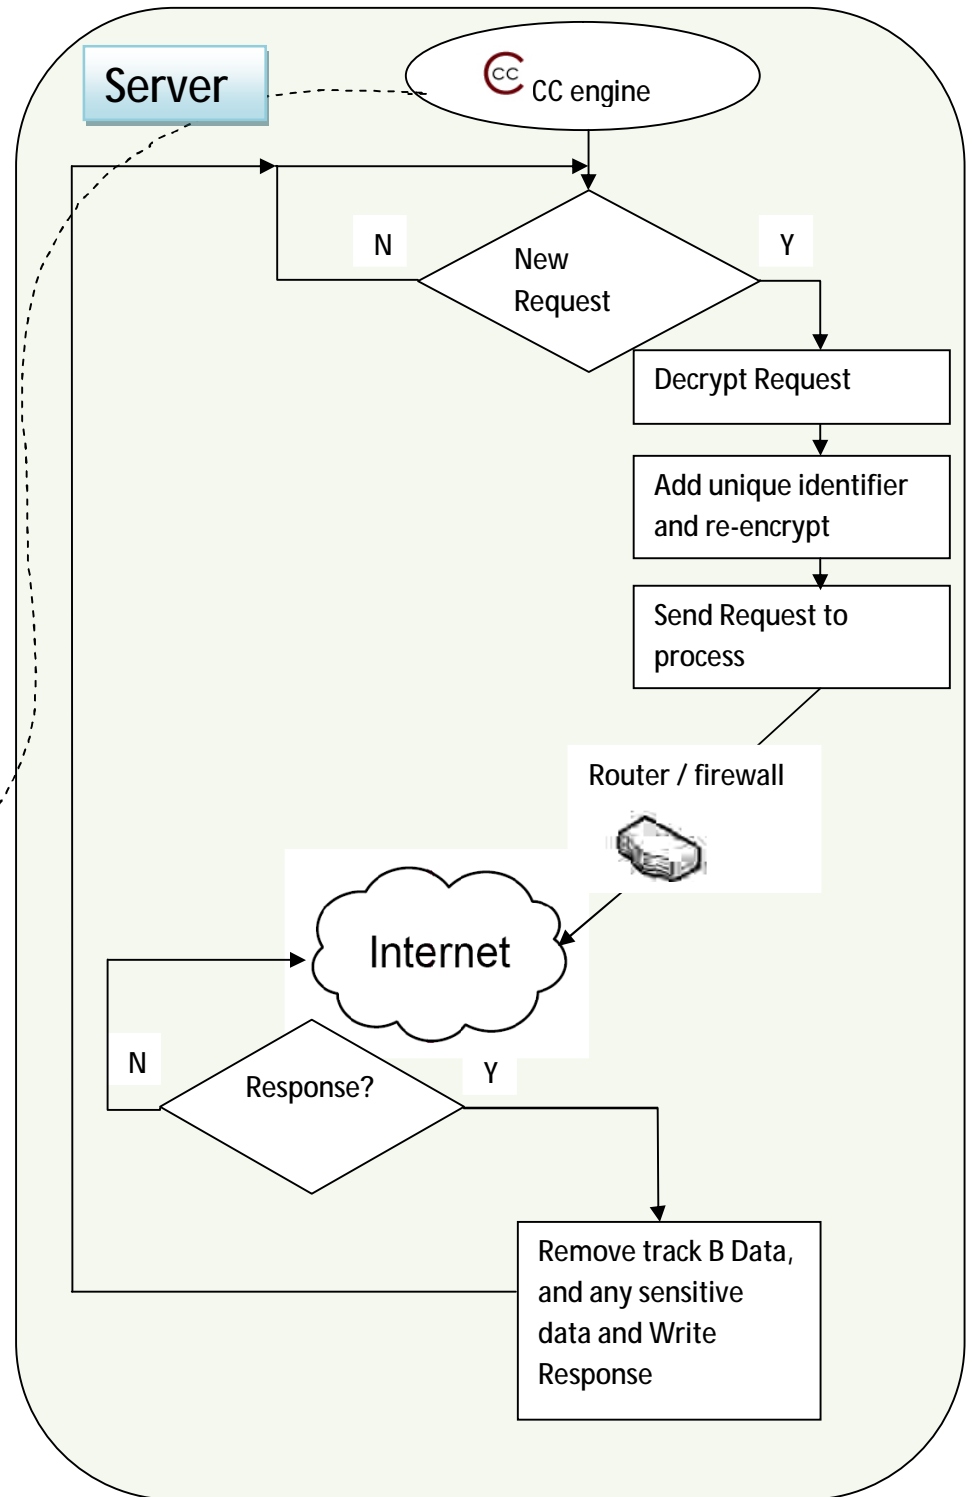 Server
CC
CC engine
N
New
Request
Y
Decrypt Request
Add unique identifier
and re-encrypt
Send Request to
process
Router / firewall
Internet
N
Response?
Y
Remove track B Data,
and any sensitive
data and Write
Response